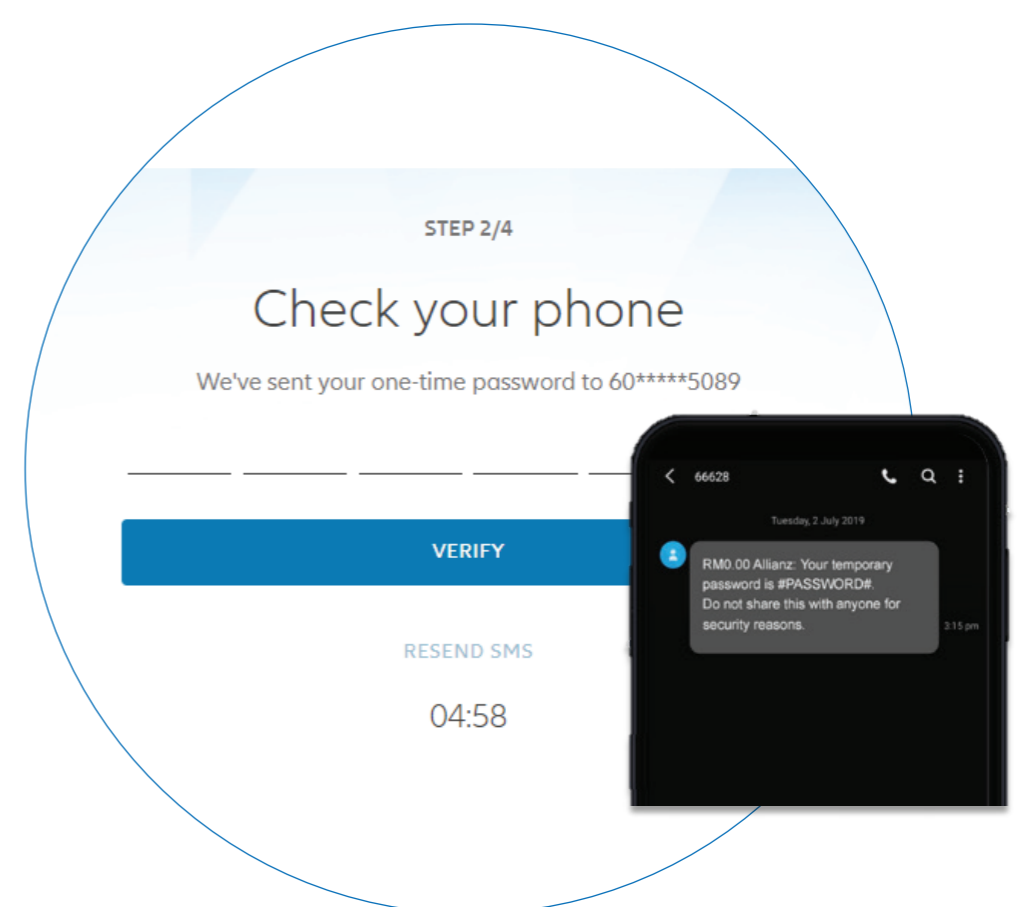 STEP 2/4
Check your phone
We've sent your one-time password to 60*****5089
VERIFY
RESEND SMS
04:58
66628
Tuesday, 2 July 2019
RM0.00 Allianz: Your temporary
password is #PASSWORD#.
Do not share this with anyone for
security reasons.
3:15 pm